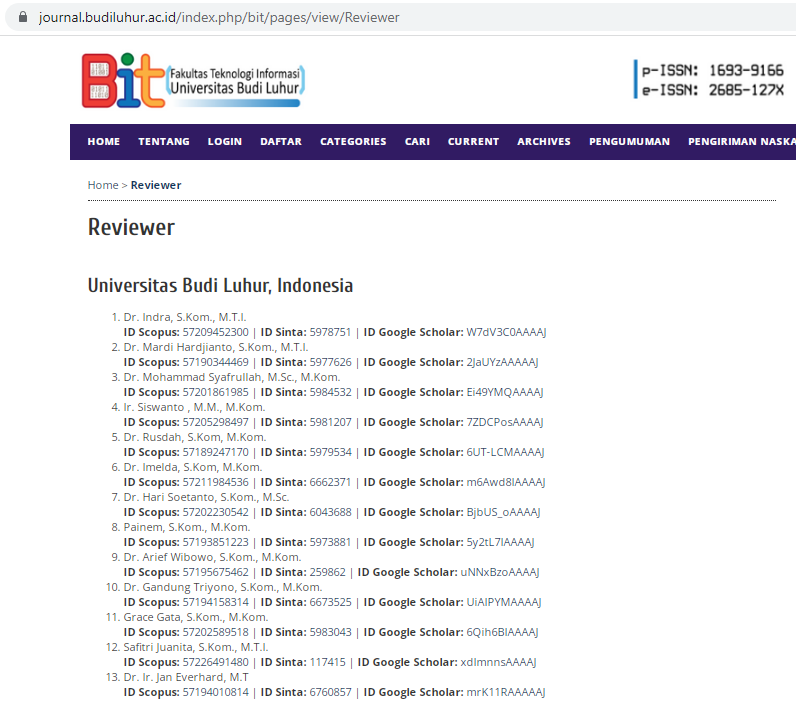 journal.budiluhur.ac.id/index.php/bit/pages/view/Reviewer
Bit
Fakultas Teknologi Informasi
Universitas Budi Luhur
p-ISSN: 1693-9166
e-ISSN: 2685-127X
HOME TENTANG LOGIN DAFTAR CATEGORIES CARI CURRENT ARCHIVES PENGUMUMAN PENGIRIMAN NASKA
Home > Reviewer
Reviewer
Universitas Budi Luhur, Indonesia
1. Dr. Indra, S.Kom., M.T.I.
ID Scopus: 57209452300 | ID Sinta: 5978751 | ID Google Scholar: W7dV3C0AAAAJ
2. Dr. Mardi Hardjianto, S.Kom., M.T.I.
ID Scopus: 57190344469 | ID Sinta: 5977626 | ID Google Scholar: 2JaUYzAAAAAJ
3. Dr. Mohammad Syafrullah, M.Sc., M.Kom.
ID Scopus: 57201861985 | ID Sinta: 5984532 | ID Google Scholar: Ei49YMQAAAAJ
4. Ir. Siswanto , M.M., M.Kom.
ID Scopus: 57205298497 | ID Sinta: 5981207 | ID Google Scholar: 7ZDCPosAAAAJ
5. Dr. Rusdah, S.Kom, M.Kom.
ID Scopus: 57189247170 | ID Sinta: 5979534 | ID Google Scholar: 6UT-LCMAAAAJ
6. Dr. Imelda, S.Kom, M.Kom.
ID Scopus: 57211984536 | ID Sinta: 6662371 | ID Google Scholar: m6Awd8IAAAAJ
7. Dr. Hari Soetanto, S.Kom., M.Sc.
ID Scopus: 57202230542 | ID Sinta: 6043688 | ID Google Scholar: BjbUS_oAAAAJ
8. Painem, S.Kom., M.Kom.
ID Scopus: 57193851223 | ID Sinta: 5973881 | ID Google Scholar: 5y2tL7IAAAAJ
9. Dr. Arief Wibowo, S.Kom., M.Kom.
ID Scopus: 57195675462 | ID Sinta: 259862 | ID Google Scholar: uNNxBzoAAAAJ
10. Dr. Gandung Triyono, S.Kom., M.Kom.
ID Scopus: 57194158314 | ID Sinta: 6673525 | ID Google Scholar: UiAlPYMAAAAJ
11. Grace Gata, S.Kom., M.Kom.
ID Scopus: 57202589518 | ID Sinta: 5983043 | ID Google Scholar: 6Qih6BIAAAAJ
12. Safitri Juanita, S.Kom., M.T.I.
ID Scopus: 57226491480 | ID Sinta: 117415 | ID Google Scholar: xdImnnsAAAAJ
13. Dr. Ir. Jan Everhard, M.T
ID Scopus: 57194010814 | ID Sinta: 6760857 | ID Google Scholar: mrK11RAAAAAJ